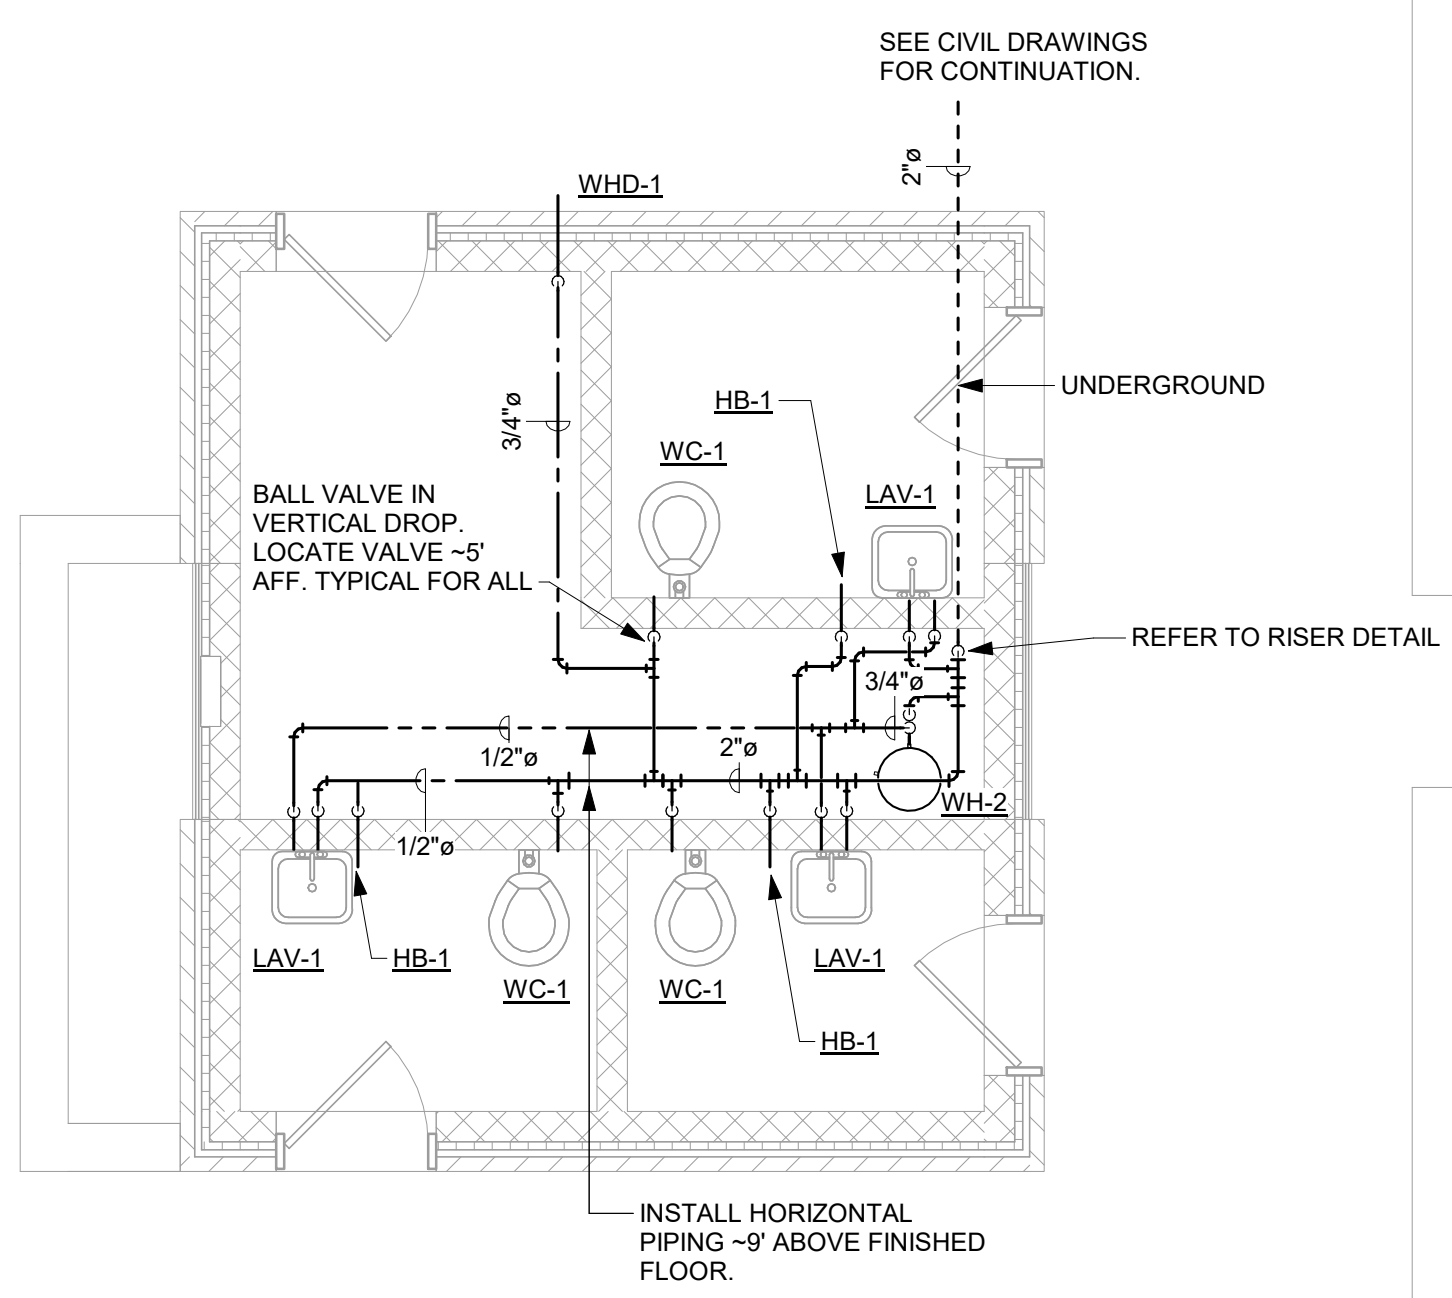 SEE CIVIL DRAWINGS
FOR CONTINUATION.
2"ø
WHD-1
UNDERGROUND
HB-1
3/4"ø
WC-1
BALL VALVE IN
VERTICAL DROP.
LOCATE VALVE ~5'
AFF. TYPICAL FOR ALL
LAV-1
REFER TO RISER DETAIL
3/4"ø
1/2"ø
2"ø
WH-2
1/2"ø
LAV-1
HB-1
WC-1
WC-1
LAV-1
HB-1
INSTALL HORIZONTAL
PIPING ~9' ABOVE FINISHED
FLOOR.